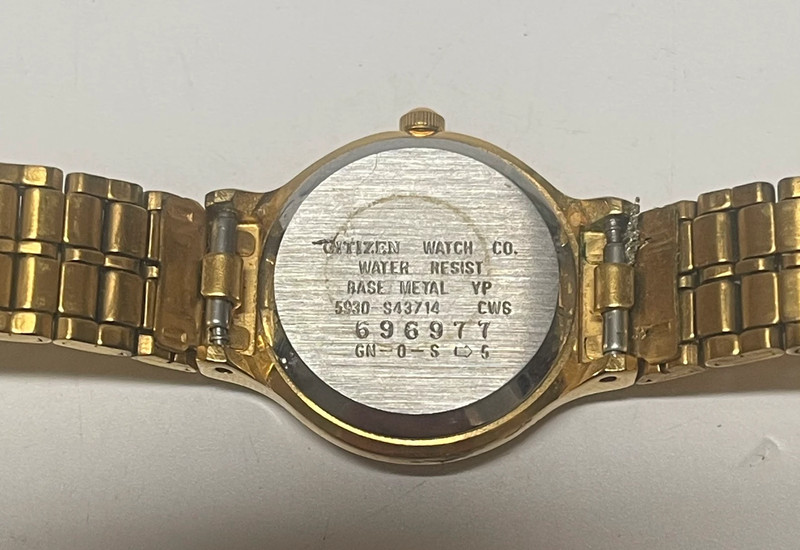 CITIZEN WATCH CO.
WATER RESIST
BASE METAL YP
5930-S43714 CWS
696977
GN-0-S ⇨ 5